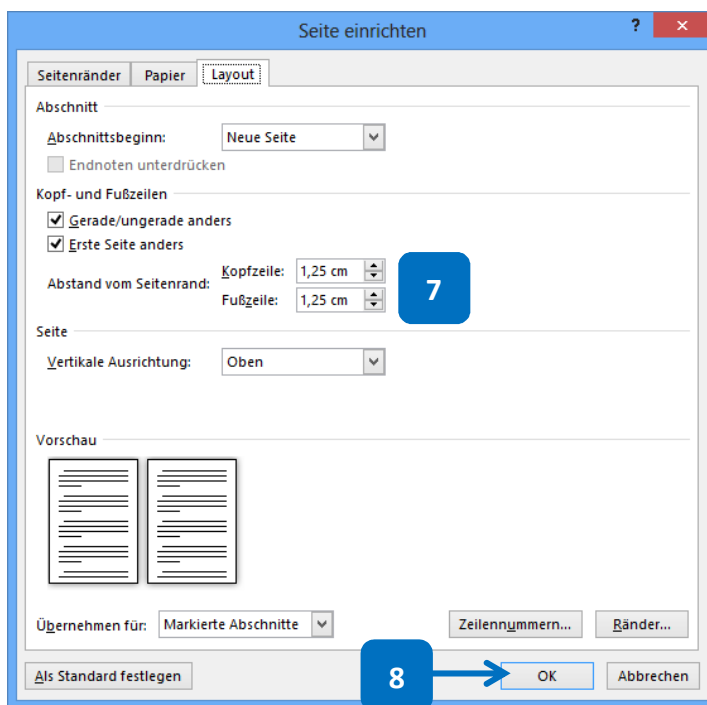 Seite einrichten
?
×
Seitenränder Papier Layout
Abschnitt
Abschnittsbeginn: Neue Seite
Endnoten unterdrücken
Kopf- und Fußzeilen
Gerade/ungerade anders
Erste Seite anders
Abstand vom Seitenrand: Kopfzeile: 1,25 cm
Fußzeile: 1,25 cm
7
Seite
Vertikale Ausrichtung: Oben
Vorschau
Übernehmen für: Markierte Abschnitte Zeilennummern... Ränder...
Als Standard festlegen 8 OK Abbrechen